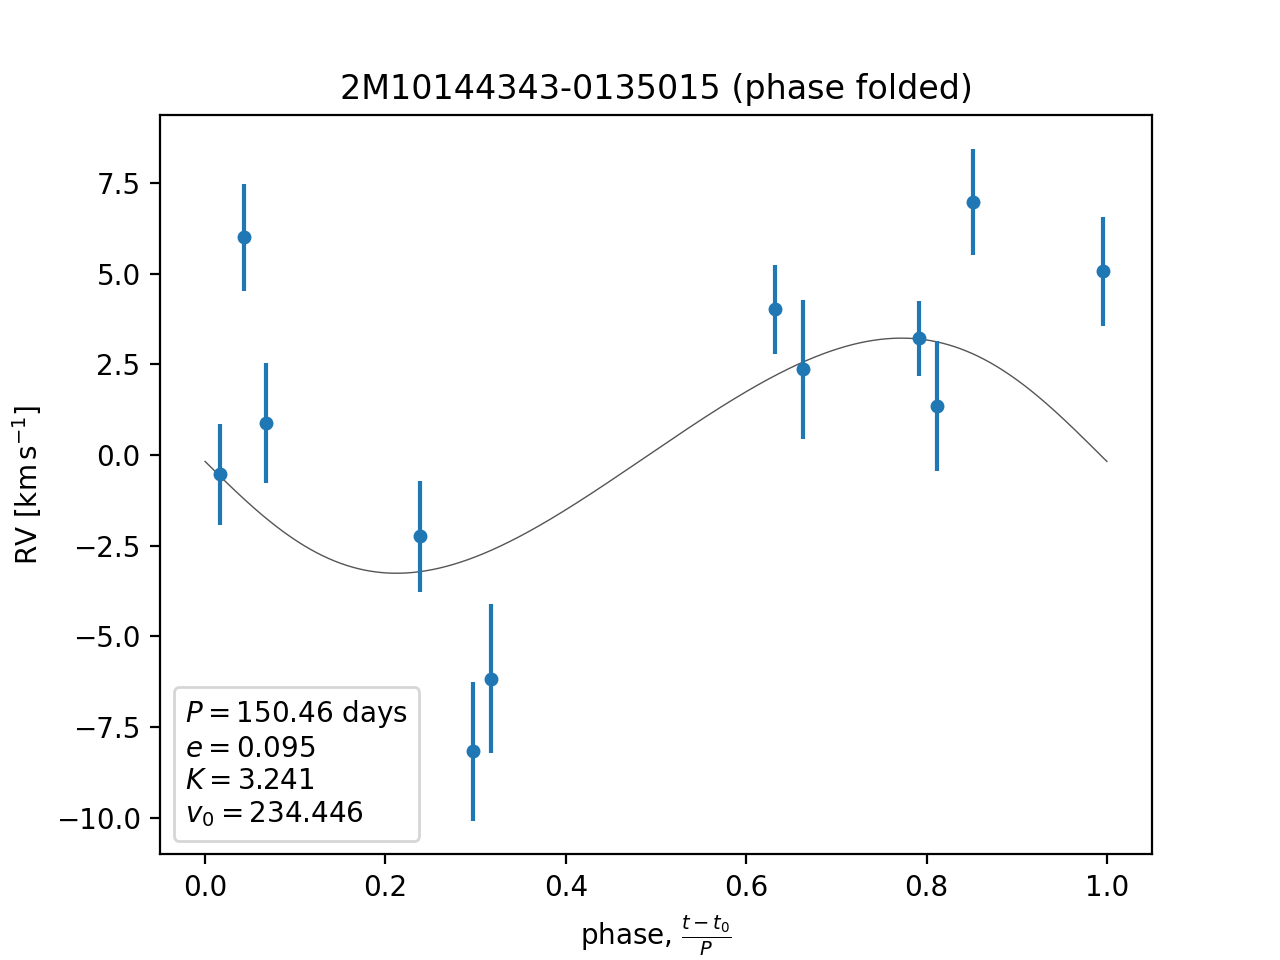 2M10144343-0135015 (phase folded)
7.5
5.0
2.5
0.0
−2.5
−5.0
−7.5
−10.0
RV [km s⁻¹]
P = 150.46 days
e = 0.095
K = 3.241
v₀ = 234.446
0.0 0.2 0.4 0.6 0.8 1.0
phase, (t − t₀)/P